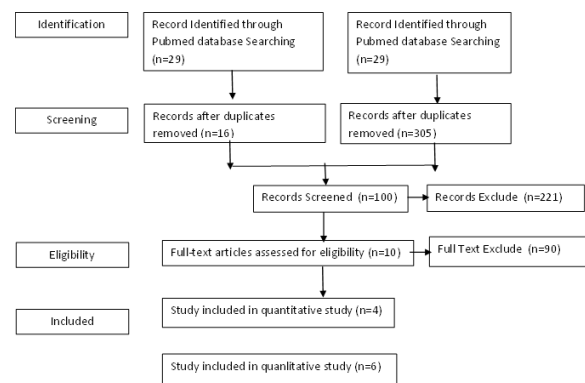 Identification
Record Identified through
Pubmed database Searching
(n=29)
Record Identified through
Pubmed database Searching
(n=29)
Screening
Records after duplicates
removed (n=16)
Records after duplicates
removed (n=305)
Records Screened (n=100)
Records Exclude (n=221)
Eligibility
Full-text articles assessed for eligibility (n=10)
Full Text Exclude (n=90)
Included
Study included in quantitative study (n=4)
Study included in quanlitative study (n=6)